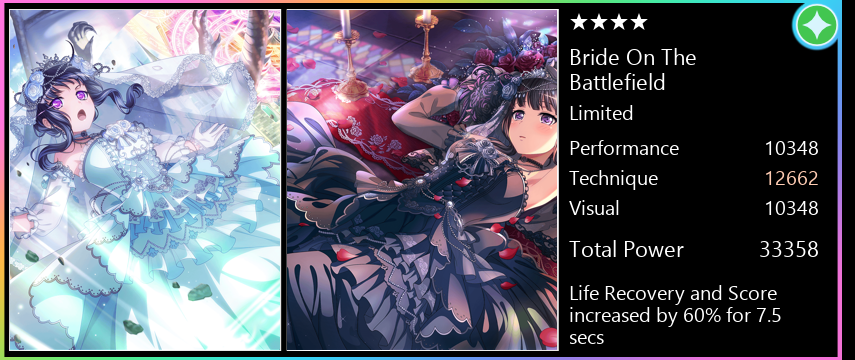 ★★★★
Bride On The
Battlefield
Limited
Performance 10348
Technique 12662
Visual 10348
Total Power 33358
Life Recovery and Score
increased by 60% for 7.5
secs